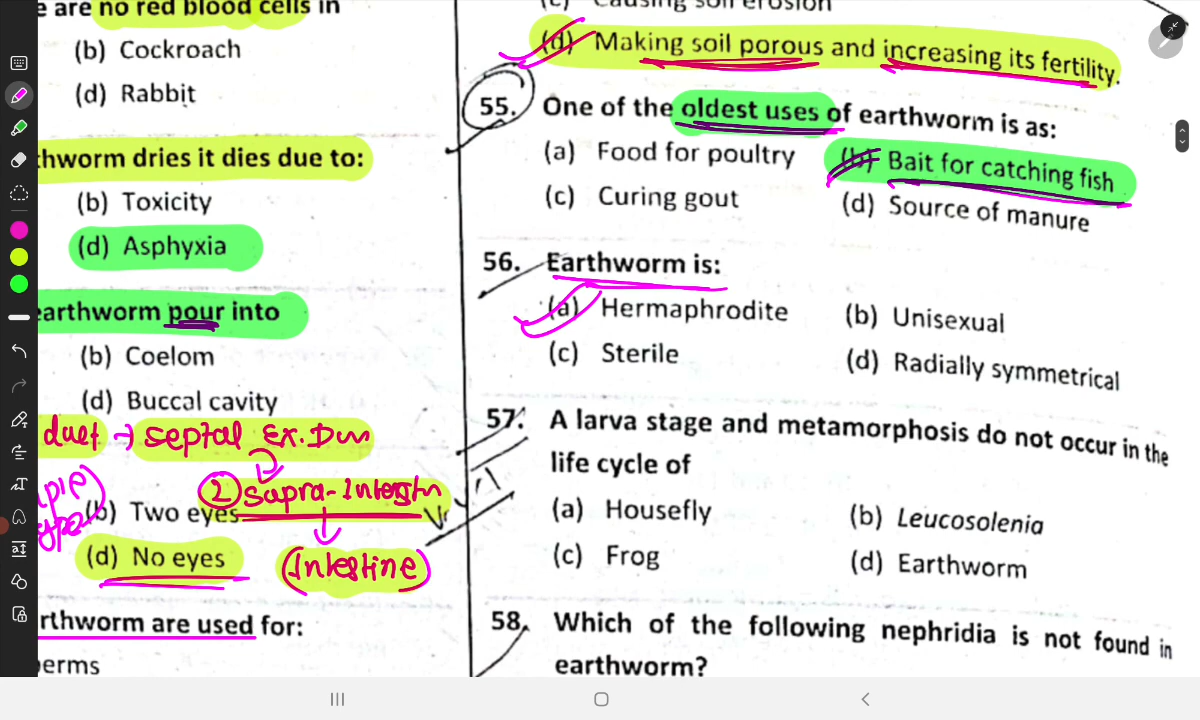 e are no red blood cells in
(b) Cockroach
(d) Rabbit
thworm dries it dies due to:
(b) Toxicity
(d) Asphyxia
earthworm pour into
(b) Coelom
(d) Buccal cavity
duct → septal Ex. Du
② Supra-Intestn
(b) Two eyes
(d) No eyes
(Intestine)
rthworm are used for:
perms
(c) Causing soil erosion
(d) Making soil porous and increasing its fertility.
55. One of the oldest uses of earthworm is as:
(a) Food for poultry (b) Bait for catching fish
(c) Curing gout (d) Source of manure
56. Earthworm is:
(a) Hermaphrodite (b) Unisexual
(c) Sterile (d) Radially symmetrical
57. A larva stage and metamorphosis do not occur in the
life cycle of
(a) Housefly (b) Leucosolenia
(c) Frog (d) Earthworm
58. Which of the following nephridia is not found in
earthworm?